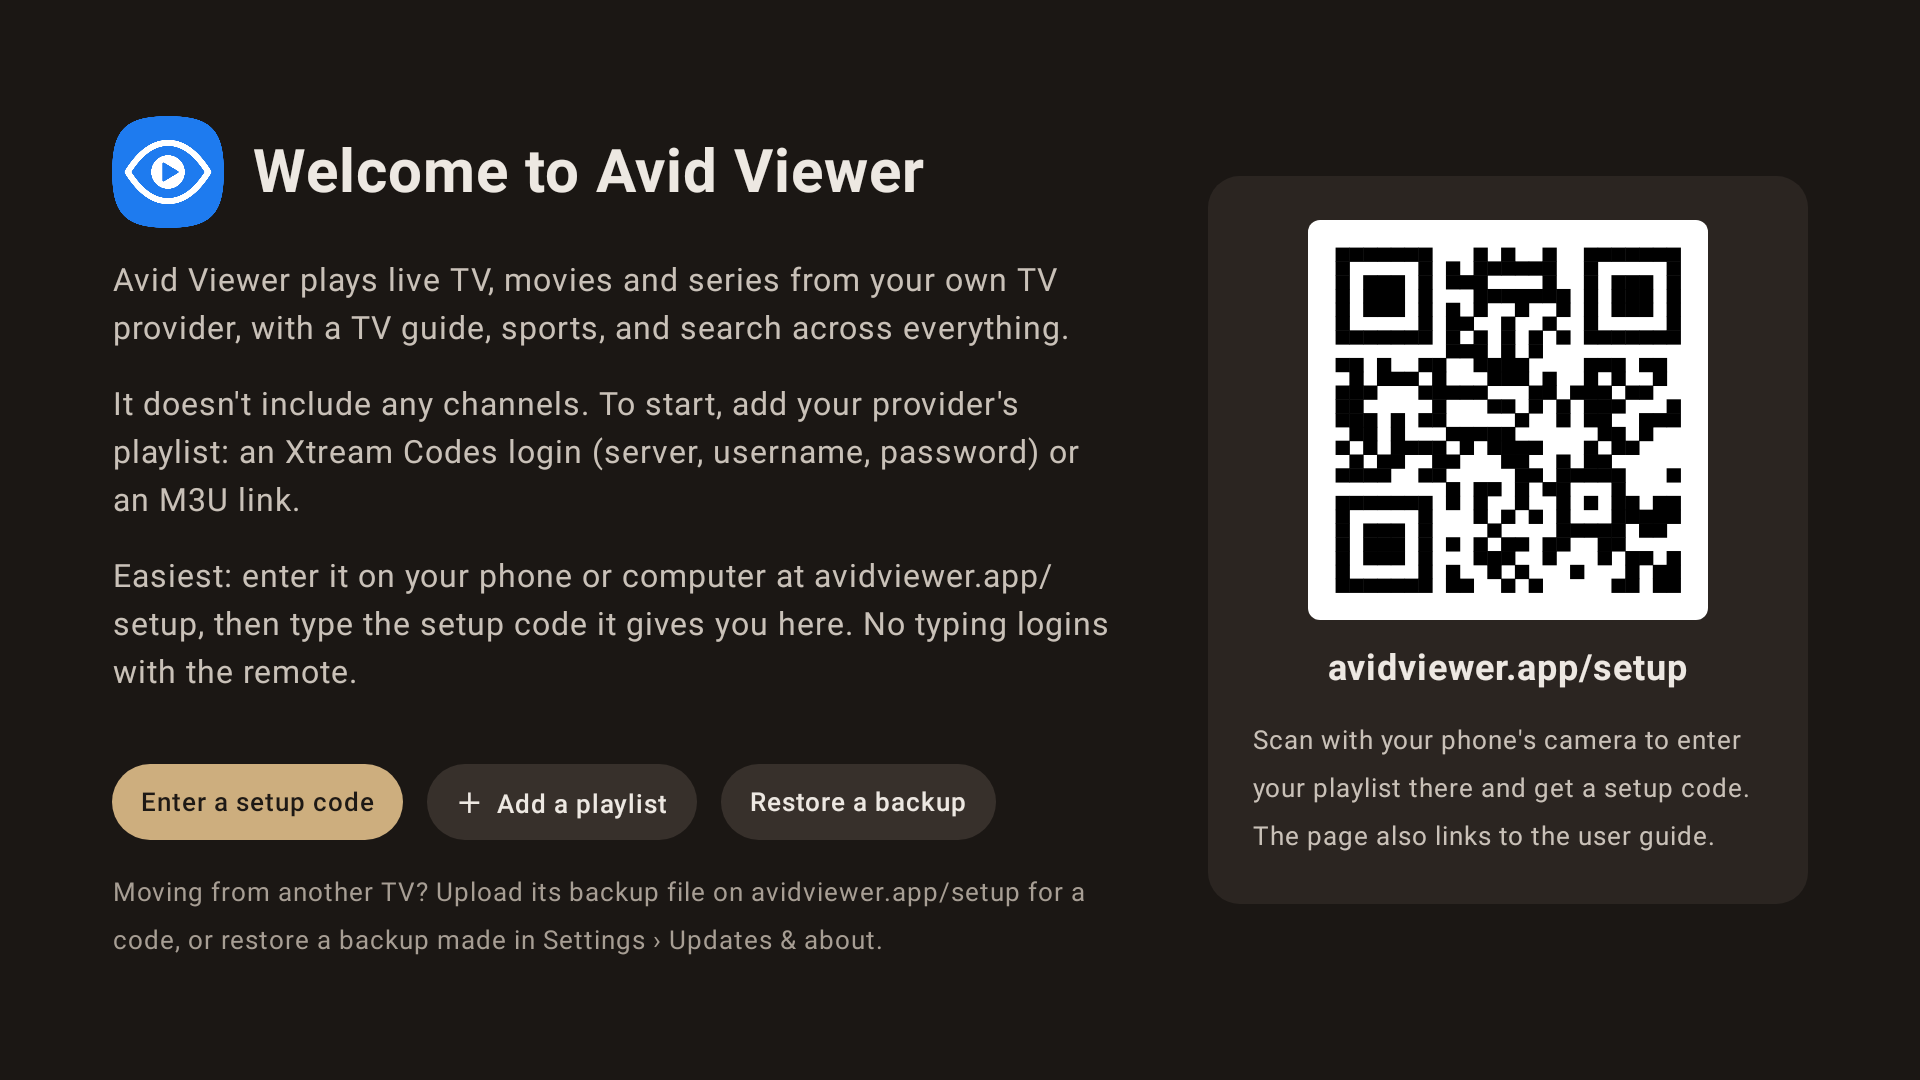 Welcome to Avid Viewer
Avid Viewer plays live TV, movies and series from your own TV
provider, with a TV guide, sports, and search across everything.
It doesn't include any channels. To start, add your provider's
playlist: an Xtream Codes login (server, username, password) or
an M3U link.
Easiest: enter it on your phone or computer at avidviewer.app/
setup, then type the setup code it gives you here. No typing logins
with the remote.
Enter a setup code
+ Add a playlist
Restore a backup
Moving from another TV? Upload its backup file on avidviewer.app/setup for a
code, or restore a backup made in Settings › Updates & about.
avidviewer.app/setup
Scan with your phone's camera to enter
your playlist there and get a setup code.
The page also links to the user guide.